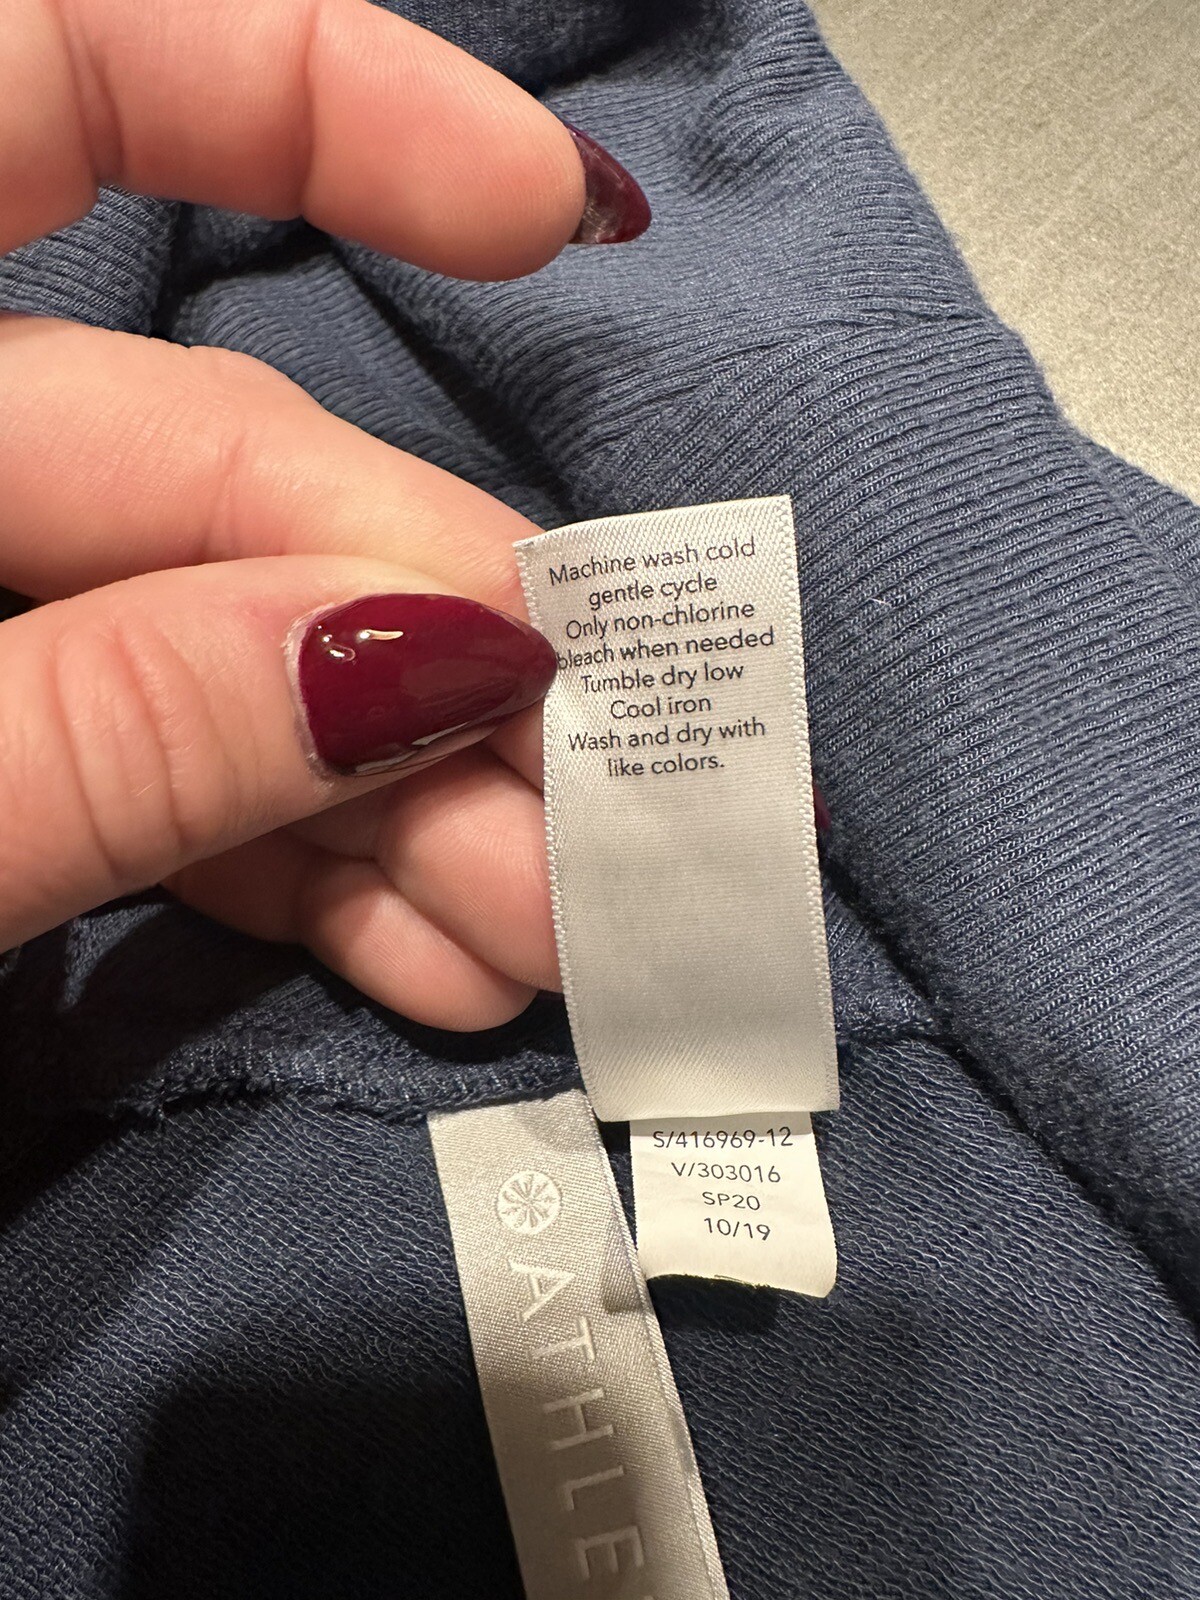 Machine wash cold
gentle cycle
Only non-chlorine
bleach when needed
Tumble dry low
Cool iron
Wash and dry with
like colors.
S/416969-12
V/303016
SP20
10/19
ATHLE